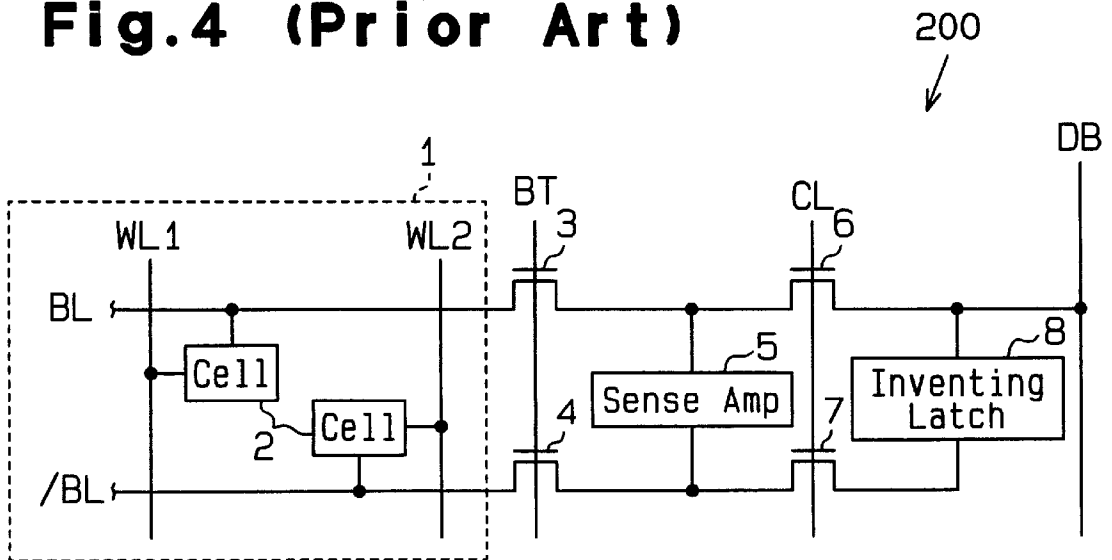 Fig.4 (Prior Art)
200
DB
1
BT
CL
3
6
WL1
WL2
BL
8
5
Cell
Inventing
Latch
Sense Amp
2
Cell
4
7
/BL